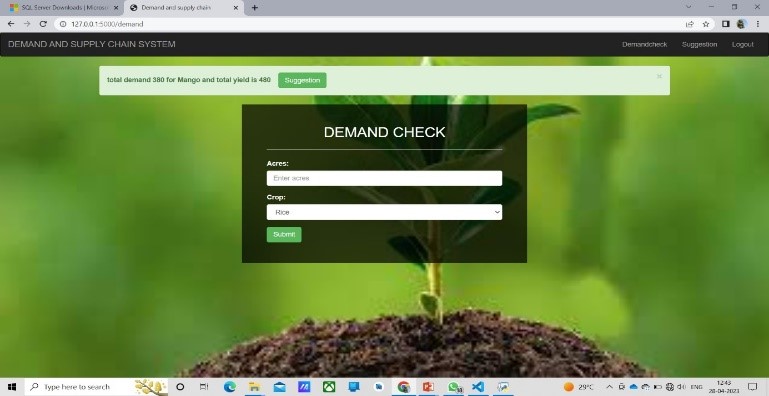 SQL Server Downloads | Microsof
Demand and supply chain
127.0.0.1:5000/demand
DEMAND AND SUPPLY CHAIN SYSTEM
Demandcheck
Suggestion
Logout
total demand 380 for Mango and total yield is 480
Suggestion
DEMAND CHECK
Acres:
Enter acres
Crop:
Rice
Submit
Type here to search
29°C
ENG
12:43
28-04-2023